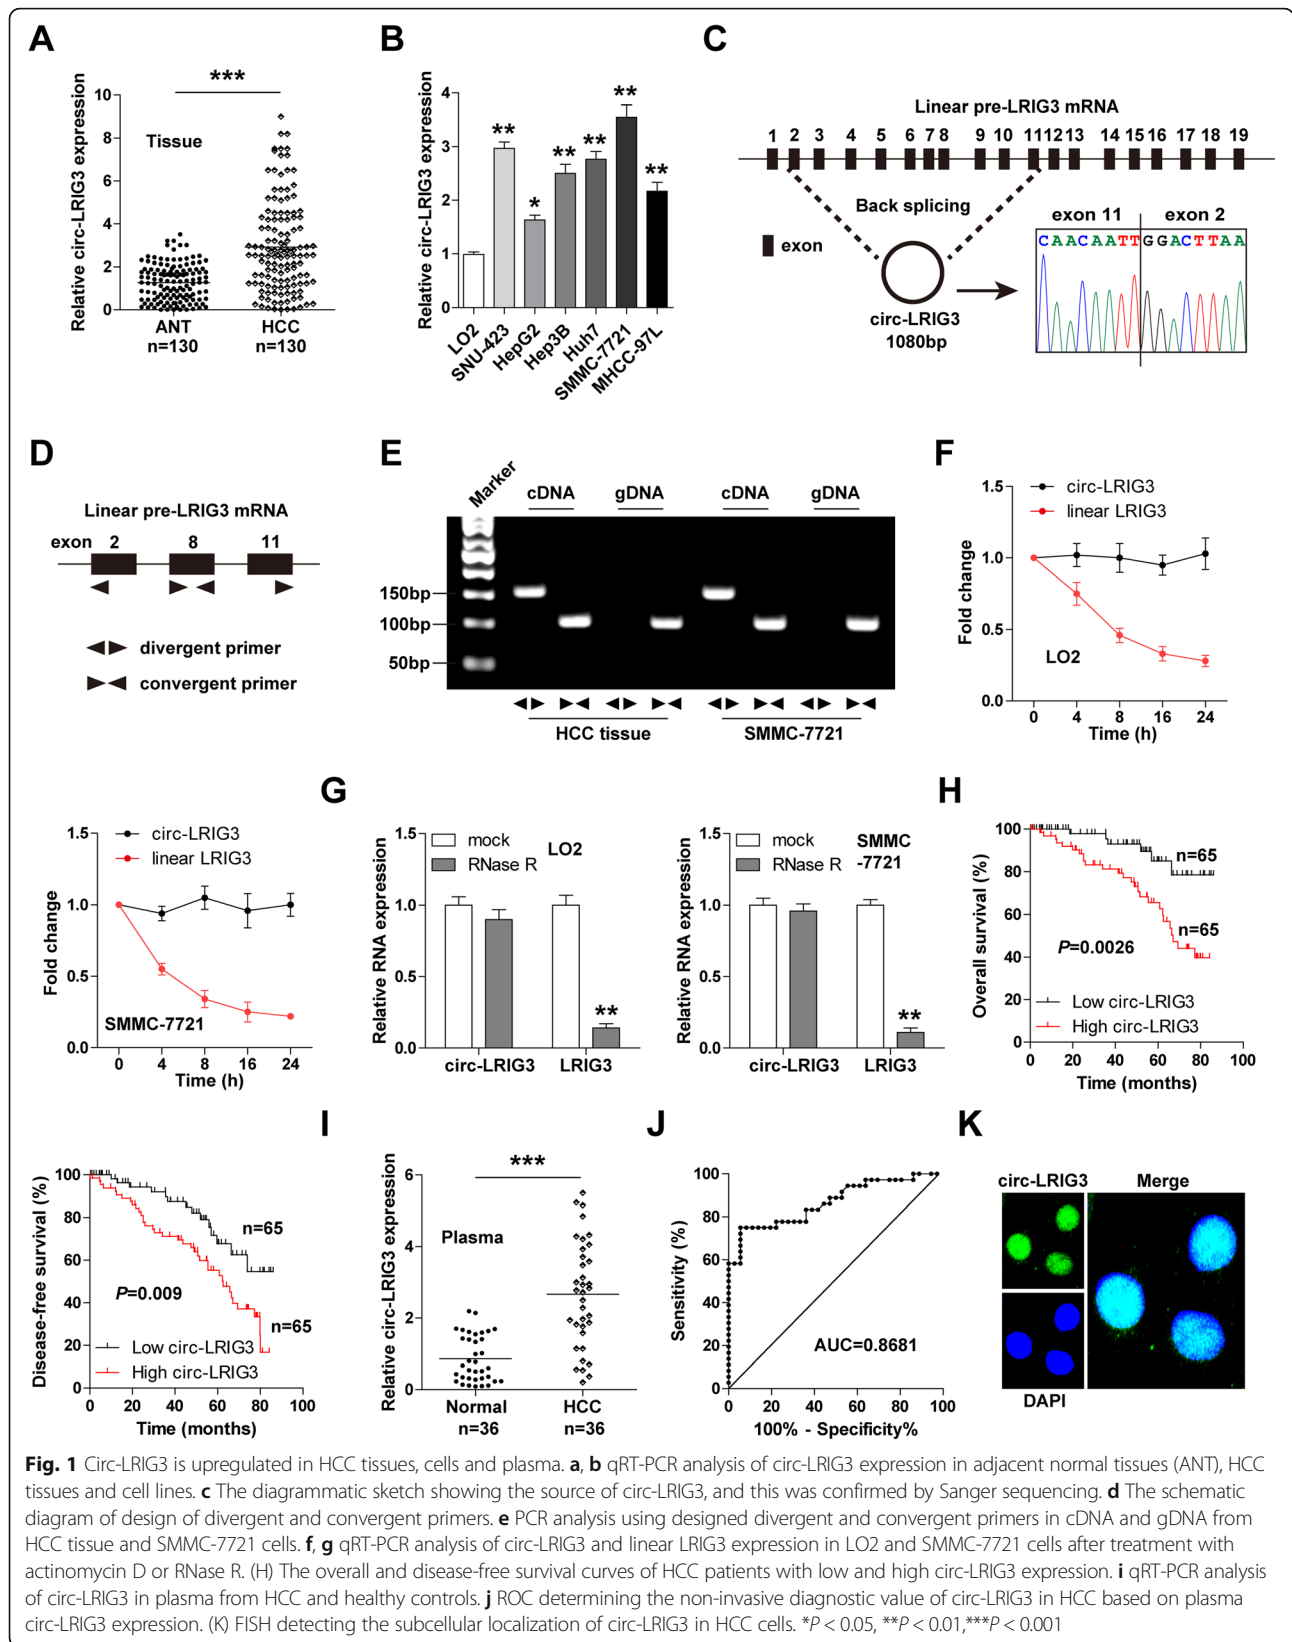 A
Relative circ-LRIG3 expression
10
8
6
4
2
0
***
Tissue
ANT
n=130
HCC
n=130
B
Relative circ-LRIG3 expression
4
3
2
1
0
**
*
**
**
**
**
LO2
SNU-423
HepG2
Hep3B
Huh7
SMMC-7721
MHCC-97L
C
Linear pre-LRIG3 mRNA
1 2 3 4 5 6 7 8 9 10 11 12 13 14 15 16 17 18 19
Back splicing
exon
circ-LRIG3
1080bp
exon 11 exon 2
CAACAATTGGACTTAA
D
Linear pre-LRIG3 mRNA
exon 2 8 11
divergent primer
convergent primer
E
Marker
cDNA gDNA cDNA gDNA
150bp
100bp
50bp
HCC tissue SMMC-7721
F
Fold change
1.5
1.0
0.5
0.0
circ-LRIG3
linear LRIG3
LO2
0 4 8 16 24
Time (h)
Fold change
1.5
1.0
0.5
0.0
circ-LRIG3
linear LRIG3
SMMC-7721
0 4 8 16 24
Time (h)
G
Relative RNA expression
1.5
1.0
0.5
0.0
mock
RNase R
LO2
**
circ-LRIG3 LRIG3
Relative RNA expression
1.5
1.0
0.5
0.0
mock
RNase R
SMMC
-7721
**
circ-LRIG3 LRIG3
H
Overall survival (%)
100
80
60
40
20
0
n=65
n=65
P=0.0026
Low circ-LRIG3
High circ-LRIG3
0 20 40 60 80 100
Time (months)
Disease-free survival (%)
100
80
60
40
20
0
n=65
P=0.009
n=65
Low circ-LRIG3
High circ-LRIG3
0 20 40 60 80 100
Time (months)
I
Relative circ-LRIG3 expression
6
4
2
0
***
Plasma
Normal
n=36
HCC
n=36
J
Sensitivity (%)
100
80
60
40
20
0
AUC=0.8681
0 20 40 60 80 100
100% - Specificity%
K
circ-LRIG3 Merge
DAPI
Fig. 1 Circ-LRIG3 is upregulated in HCC tissues, cells and plasma. a, b qRT-PCR analysis of circ-LRIG3 expression in adjacent normal tissues (ANT), HCC
tissues and cell lines. c The diagrammatic sketch showing the source of circ-LRIG3, and this was confirmed by Sanger sequencing. d The schematic
diagram of design of divergent and convergent primers. e PCR analysis using designed divergent and convergent primers in cDNA and gDNA from
HCC tissue and SMMC-7721 cells. f, g qRT-PCR analysis of circ-LRIG3 and linear LRIG3 expression in LO2 and SMMC-7721 cells after treatment with
actinomycin D or RNase R. (H) The overall and disease-free survival curves of HCC patients with low and high circ-LRIG3 expression. i qRT-PCR analysis
of circ-LRIG3 in plasma from HCC and healthy controls. j ROC determining the non-invasive diagnostic value of circ-LRIG3 in HCC based on plasma
circ-LRIG3 expression. (K) FISH detecting the subcellular localization of circ-LRIG3 in HCC cells. *P < 0.05, **P < 0.01,***P < 0.001